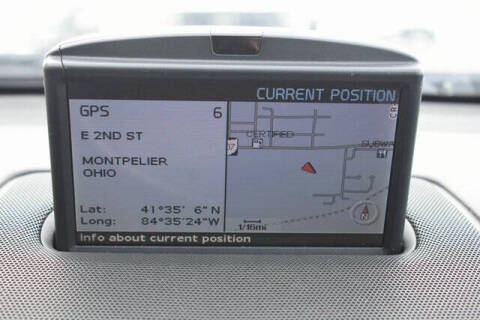 CURRENT POSITION
GPS 6
E 2ND ST
MONTPELIER
OHIO
Lat: 41°35' 6"N
Long: 84°35'24"W
CERTIFIED
SUBWA
1/16mi
Info about current position